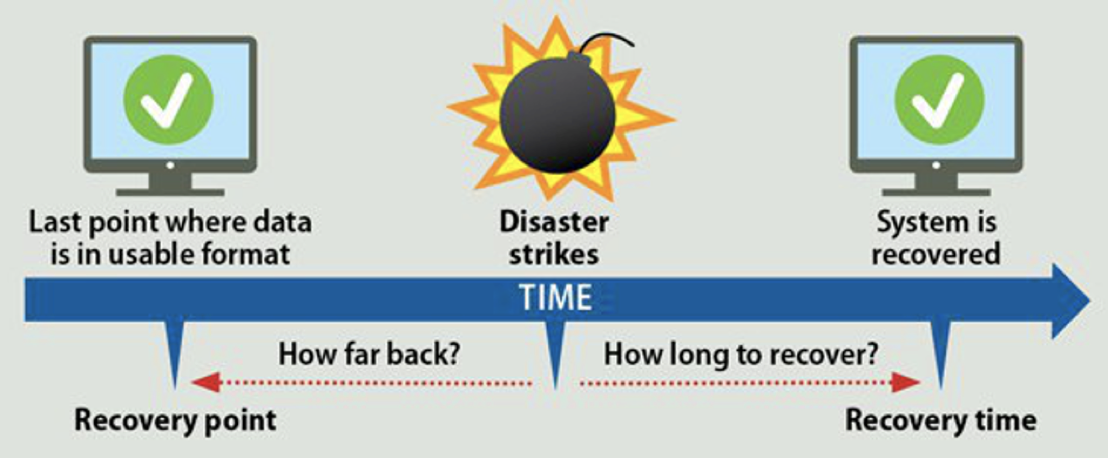 Last point where data
is in usable format
Disaster
strikes
System is
recovered
TIME
How far back?
How long to recover?
Recovery point
Recovery time